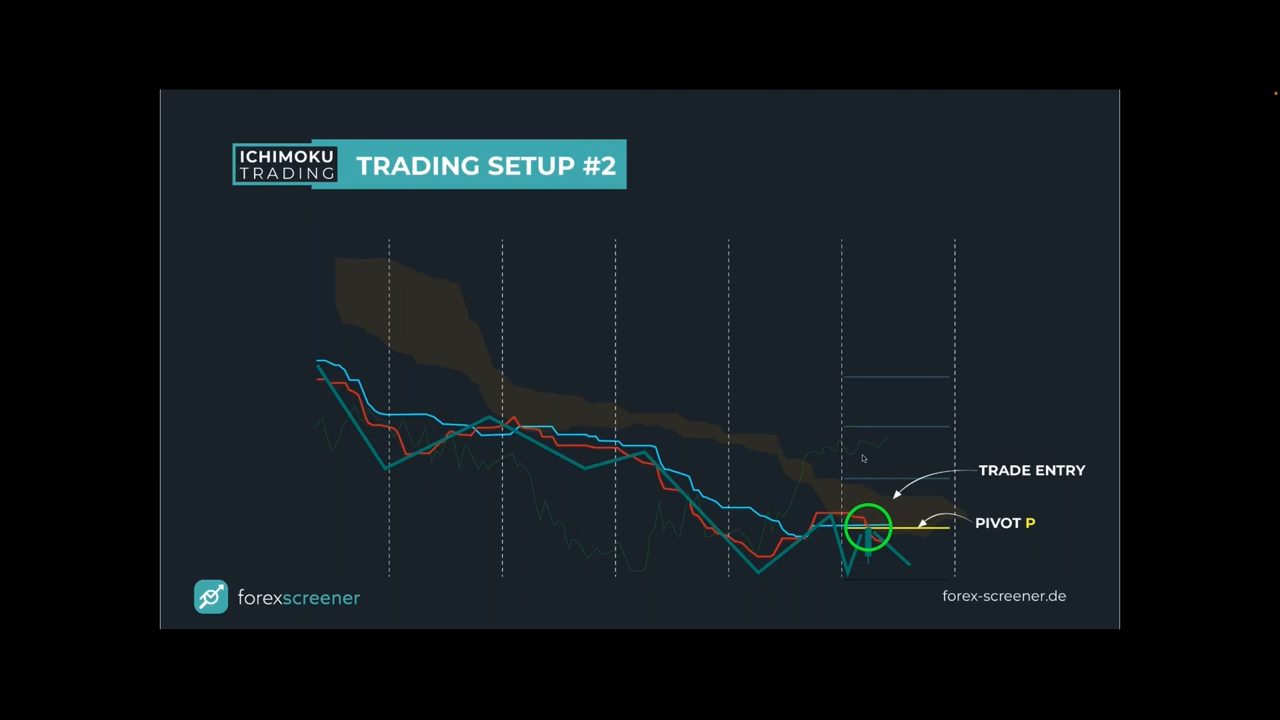 ICHIMOKU
TRADING
TRADING SETUP #2
TRADE ENTRY
PIVOT P
forexscreener
forex-screener.de